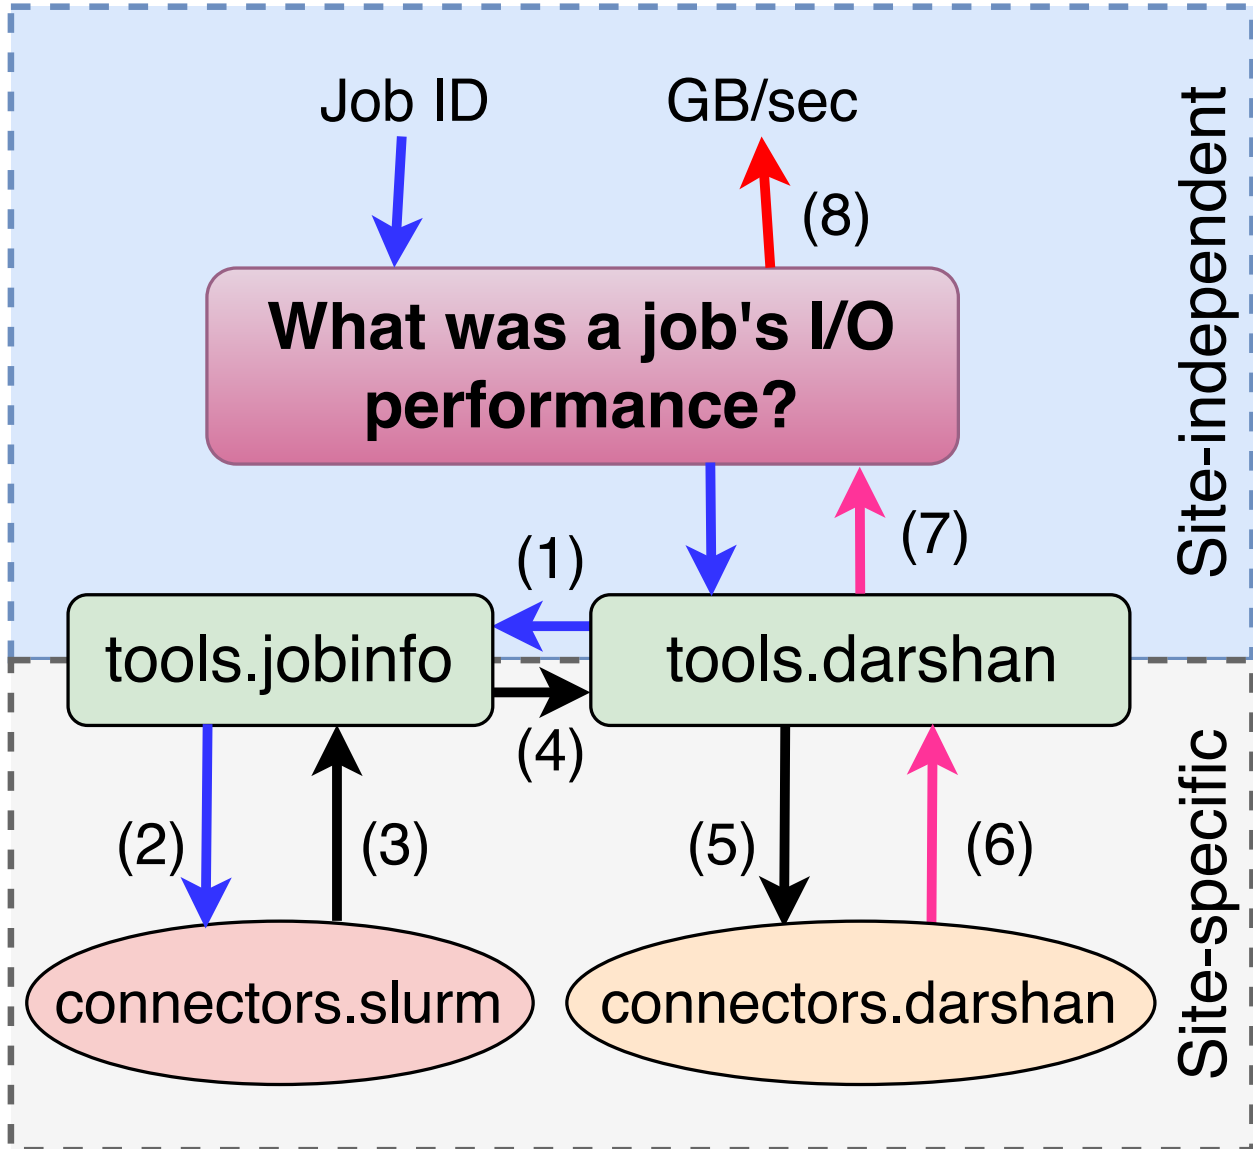 Job ID
GB/sec
(8)
What was a job's I/O
performance?
Site-independent
(7)
(1)
tools.jobinfo
tools.darshan
(4)
(2)
(3)
(5)
(6)
Site-specific
connectors.slurm
connectors.darshan